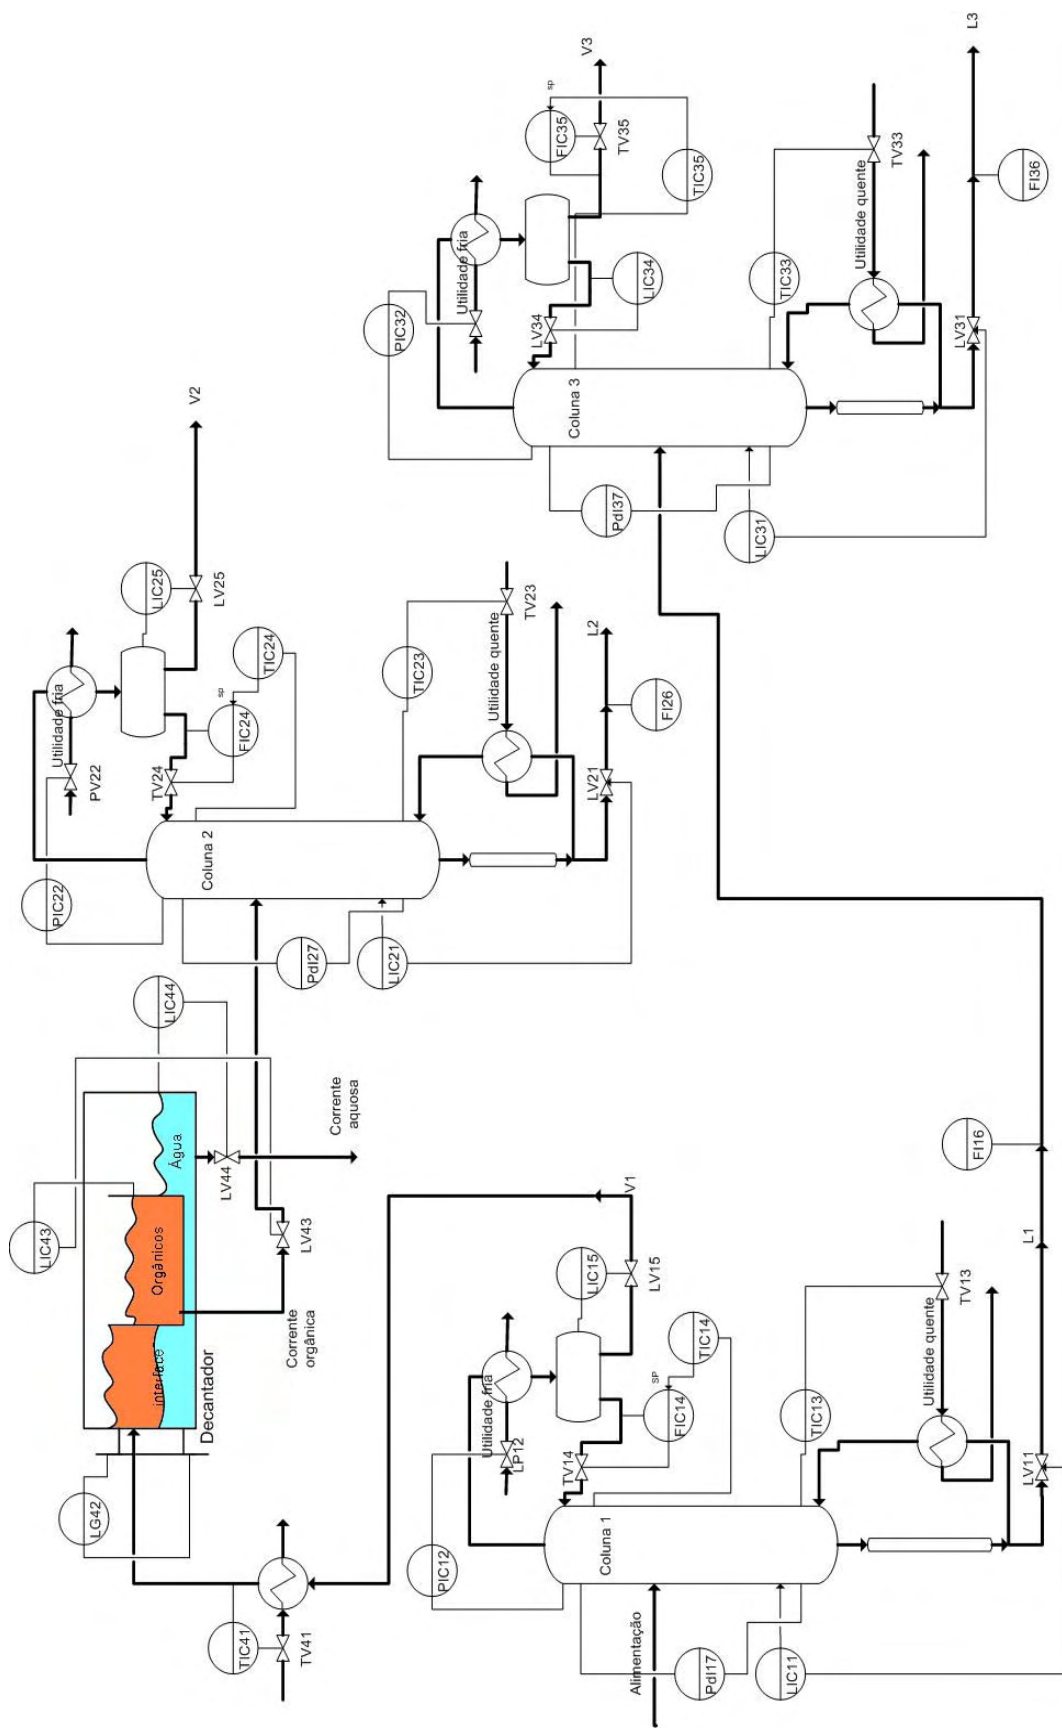 L3
V3
sp
FIC35
TV35
TIC35
TV33
FI36
Utilidade fria
Utilidade quente
LIC34
TIC33
PIC32
LV34
LV31
Coluna 3
PdI37
LIC31
V2
LIC25
LV25
TIC24
TV23
Utilidade fria
sp
FIC24
TIC23
Utilidade quente
L2
FI26
PV22
TV24
LV21
Coluna 2
PIC22
PdI27
LIC21
LIC44
LIC43
Água
Orgânicos
interface
LV44
Corrente
aquosa
LV43
Corrente
orgânica
Decantador
LG42
TIC41
TV41
V1
FI16
L1
LIC15
LV15
TIC14
TV13
SP
FIC14
TIC13
Utilidade fria
Utilidade quente
LP12
TV14
LV11
Coluna 1
PIC12
Alimentação
PdI17
LIC11